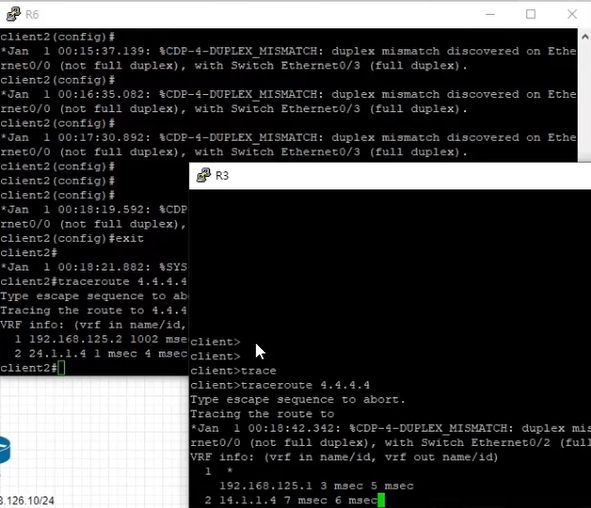 R6
client2(config)#
*Jan  1 00:15:37.139: %CDP-4-DUPLEX_MISMATCH: duplex mismatch discovered on Ethe
rnet0/0 (not full duplex), with Switch Ethernet0/3 (full duplex).
client2(config)#
*Jan  1 00:16:35.082: %CDP-4-DUPLEX_MISMATCH: duplex mismatch discovered on Ethe
rnet0/0 (not full duplex), with Switch Ethernet0/3 (full duplex).
client2(config)#
*Jan  1 00:17:30.892: %CDP-4-DUPLEX_MISMATCH: duplex mismatch discovered on Ethe
rnet0/0 (not full duplex), with Switch Ethernet0/3 (full duplex).
client2(config)#
client2(config)#
client2(config)#
*Jan  1 00:18:19.592: %CDP
rnet0/0 (not full duplex),
client2(config)#exit
client2#
*Jan  1 00:18:21.882: %SYS
client2#traceroute 4.4.4.4
Type escape sequence to ab
Tracing the route to 4.4.4
VRF info: (vrf in name/id,
1 192.168.125.2 1002 msec
2 24.1.1.4 1 msec 4 msec
client2#
R3
client>
client>
client>trace
client>traceroute 4.4.4.4
Type escape sequence to abort.
Tracing the route to
*Jan  1 00:18:42.342: %CDP-4-DUPLEX_MISMATCH: duplex mis
rnet0/0 (not full duplex), with Switch Ethernet0/2 (full
VRF info: (vrf in name/id, vrf out name/id)
1  *
192.168.125.1 3 msec 5 msec
2 14.1.1.4 7 msec 6 msec
8.126.10/24